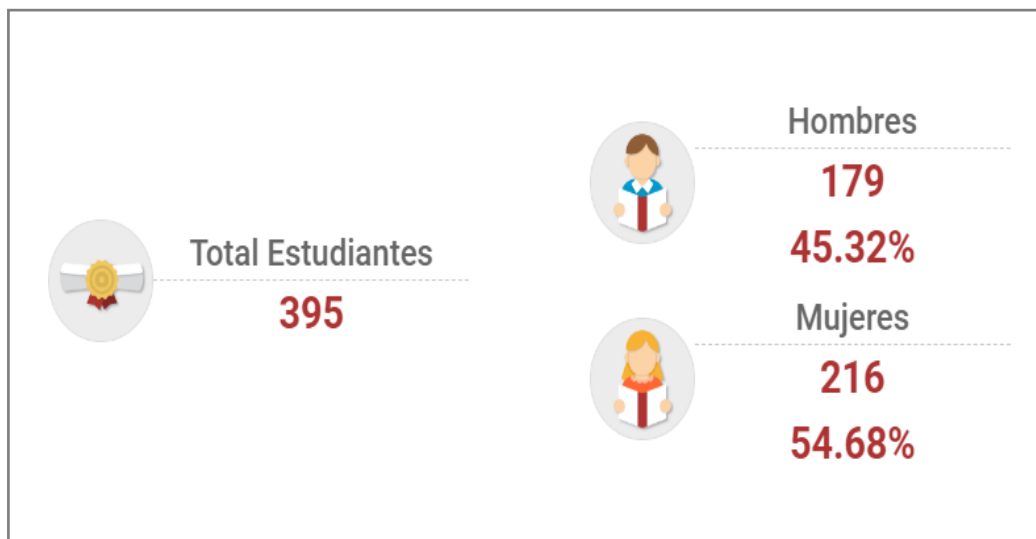 Total Estudiantes
395
Hombres
179
45.32%
Mujeres
216
54.68%